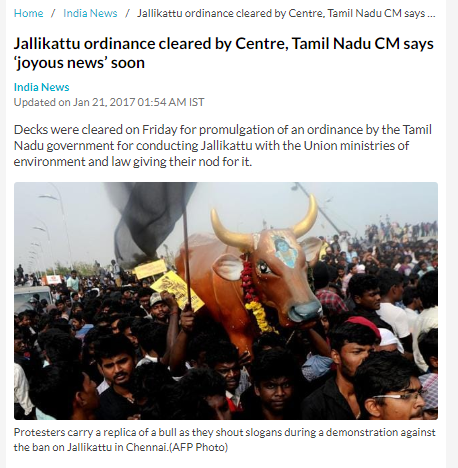 Home / India News / Jallikattu ordinance cleared by Centre, Tamil Nadu CM says ...
Jallikattu ordinance cleared by Centre, Tamil Nadu CM says
‘joyous news’ soon
India News
Updated on Jan 21, 2017 01:54 AM IST
Decks were cleared on Friday for promulgation of an ordinance by the Tamil
Nadu government for conducting Jallikattu with the Union ministries of
environment and law giving their nod for it.
Protesters carry a replica of a bull as they shout slogans during a demonstration against
the ban on Jallikattu in Chennai.(AFP Photo)